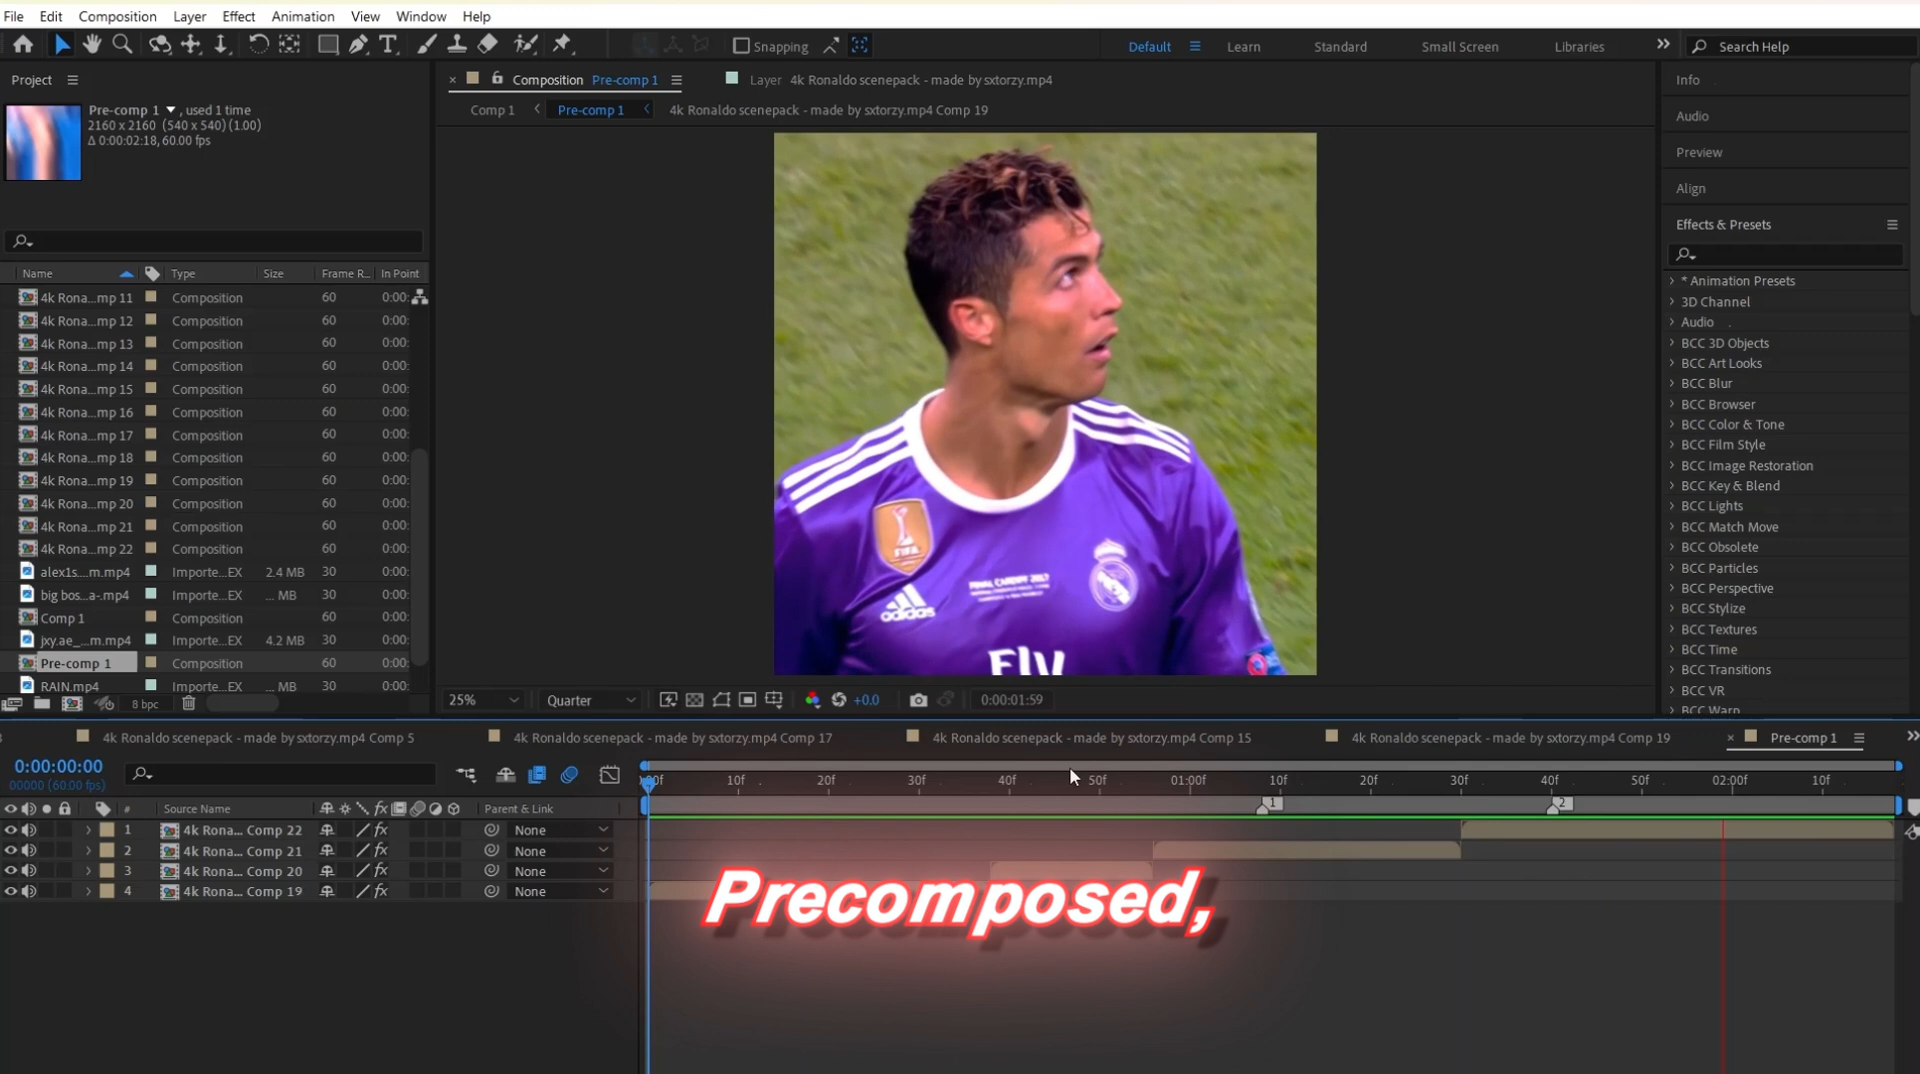 File Edit Composition Layer Effect Animation View Window Help
Snapping Default Learn Standard Small Screen Libraries Search Help
Project
Pre-comp 1 , used 1 time
2160 x 2160 (540 x 540) (1.00)
Δ 0:00:02:18, 60.00 fps
Name Type Size Frame R... In Point
4k Rona...mp 11 Composition 60 0:00:
4k Rona...mp 12 Composition 60 0:00:
4k Rona...mp 13 Composition 60 0:00:
4k Rona...mp 14 Composition 60 0:00:
4k Rona...mp 15 Composition 60 0:00:
4k Rona...mp 16 Composition 60 0:00:
4k Rona...mp 17 Composition 60 0:00:
4k Rona...mp 18 Composition 60 0:00:
4k Rona...mp 19 Composition 60 0:00:
4k Rona...mp 20 Composition 60 0:00:
4k Rona...mp 21 Composition 60 0:00:
4k Rona...mp 22 Composition 60 0:00:
alex1s....m.mp4 Importe...EX 2.4 MB 30 0:00:
big bos...a-.mp4 Importe...EX ... MB 30 0:00:
Comp 1 Composition 60 0:00:
jxy.ae_...m.mp4 Importe...EX 4.2 MB 30 0:00:
Pre-comp 1 Composition 60 0:00:
RAIN.mp4 Importe...EX ... MB 30 0:00:
8 bpc
Composition Pre-comp 1 Layer 4k Ronaldo scenepack - made by sxtorzy.mp4
Comp 1 Pre-comp 1 4k Ronaldo scenepack - made by sxtorzy.mp4 Comp 19
FIFA
FINAL CARDIFF 2017
adidas
Fly
25% Quarter +0.0 0:00:01:59
Info
Audio
Preview
Align
Effects & Presets
* Animation Presets
3D Channel
Audio
BCC 3D Objects
BCC Art Looks
BCC Blur
BCC Browser
BCC Color & Tone
BCC Film Style
BCC Image Restoration
BCC Key & Blend
BCC Lights
BCC Match Move
BCC Obsolete
BCC Particles
BCC Perspective
BCC Stylize
BCC Textures
BCC Time
BCC Transitions
BCC VR
BCC Warp
4k Ronaldo scenepack - made by sxtorzy.mp4 Comp 5 4k Ronaldo scenepack - made by sxtorzy.mp4 Comp 17 4k Ronaldo scenepack - made by sxtorzy.mp4 Comp 15 4k Ronaldo scenepack - made by sxtorzy.mp4 Comp 19 Pre-comp 1
0:00:00:00
00000 (60.00 fps)
:00f 10f 20f 30f 40f 50f 01:00f 10f 20f 30f 40f 50f 02:00f 10f
# Source Name fx Parent & Link 1 2
1 4k Rona... Comp 22 fx None
2 4k Rona... Comp 21 fx None
3 4k Rona... Comp 20 fx None
4 4k Rona... Comp 19 fx None
Precomposed,